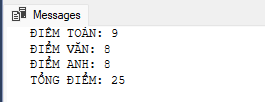 Messages
ĐIỂM TOÁN: 9
ĐIỂM VĂN: 8
ĐIỂM ANH: 8
TỔNG ĐIỂM: 25